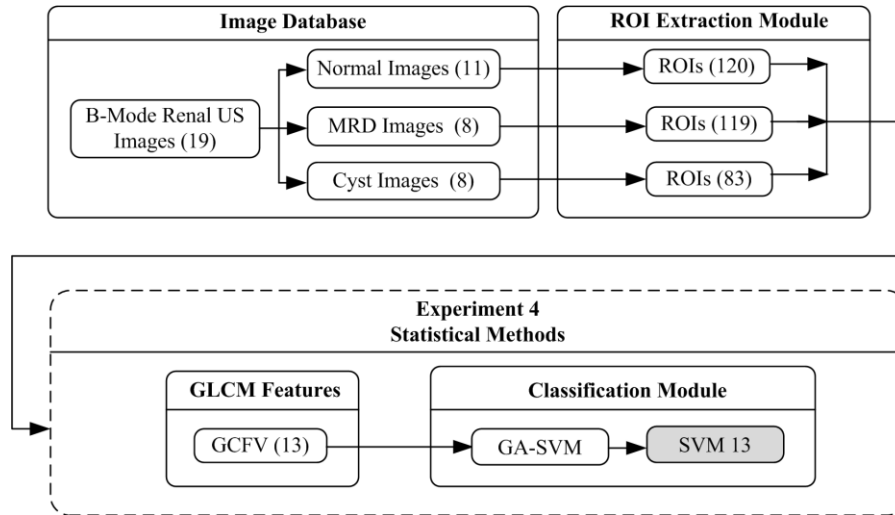 Image Database
ROI Extraction Module
Normal Images (11)
ROIs (120)
B-Mode Renal US
Images (19)
MRD Images (8)
ROIs (119)
Cyst Images (8)
ROIs (83)
Experiment 4
Statistical Methods
GLCM Features
Classification Module
GCFV (13)
GA-SVM
SVM 13